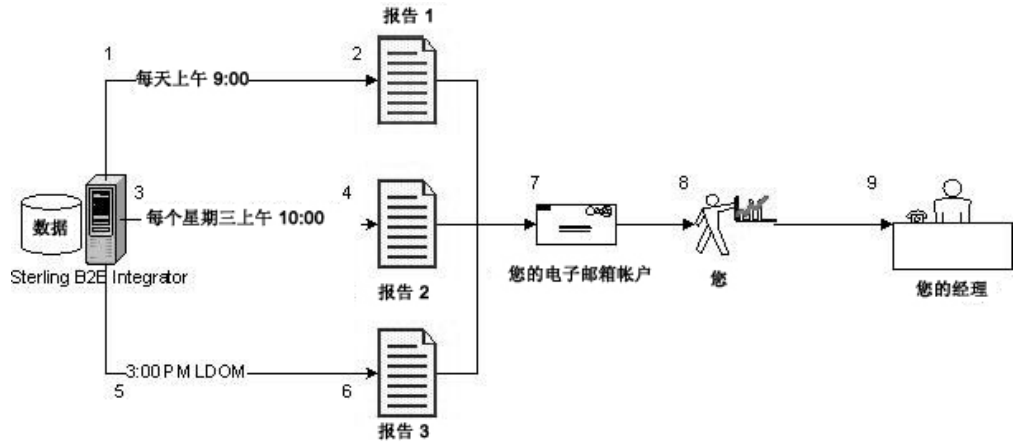 报告 1
1
2
每天上午 9:00
3
4
7
8
9
数据
每个星期三上午 10:00
Sterling B2B Integrator
您的电子邮箱帐户
您
您的经理
报告 2
3:00 PM LDOM
5
6
报告 3